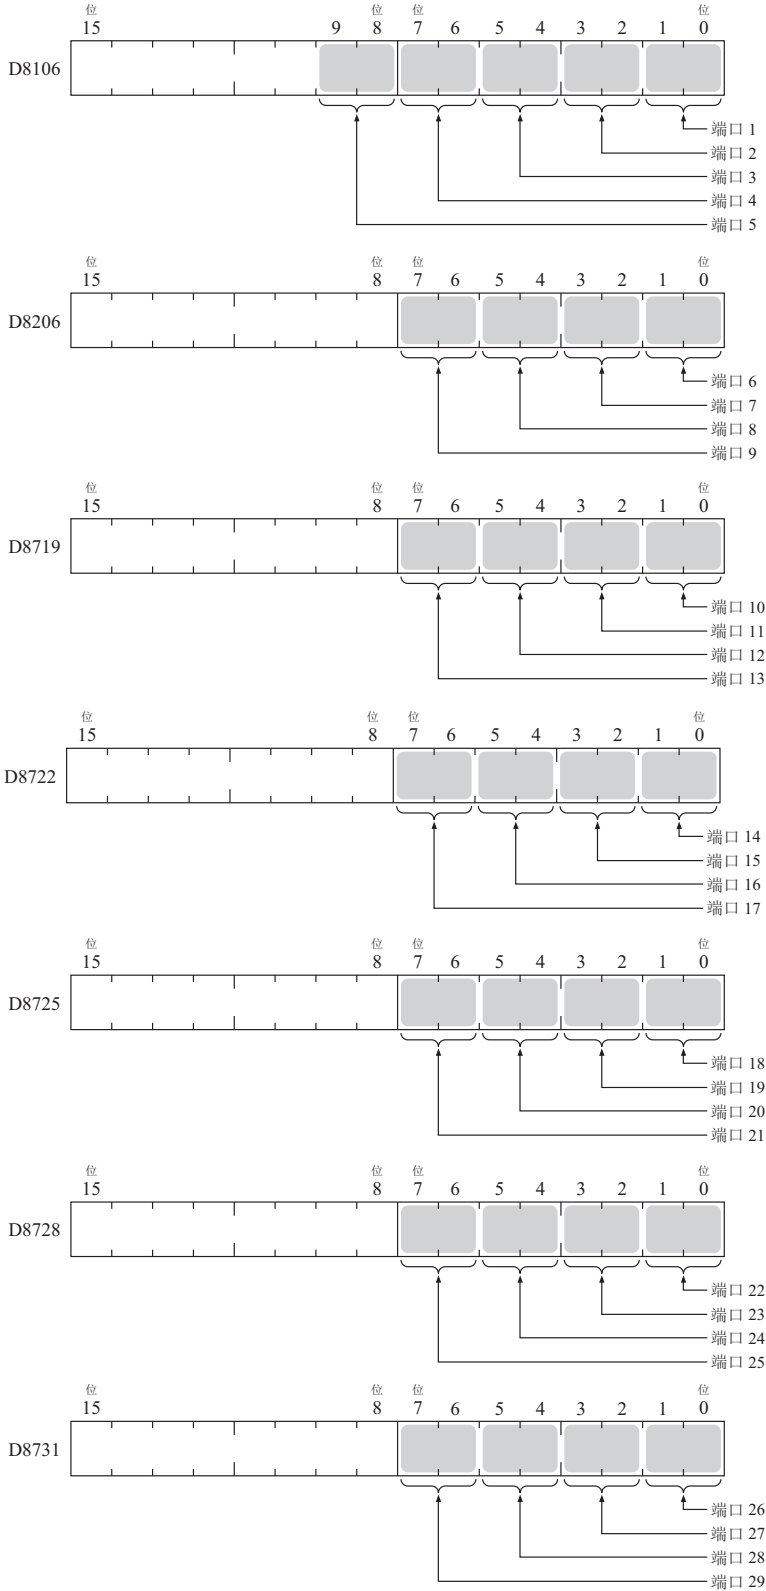 位 位 位 位
15 9 8 7 6 5 4 3 2 1 0
D8106
端口 1
端口 2
端口 3
端口 4
端口 5
位 位 位 位
15 8 7 6 5 4 3 2 1 0
D8206
端口 6
端口 7
端口 8
端口 9
位 位 位 位
15 8 7 6 5 4 3 2 1 0
D8719
端口 10
端口 11
端口 12
端口 13
位 位 位 位
15 8 7 6 5 4 3 2 1 0
D8722
端口 14
端口 15
端口 16
端口 17
位 位 位 位
15 8 7 6 5 4 3 2 1 0
D8725
端口 18
端口 19
端口 20
端口 21
位 位 位 位
15 8 7 6 5 4 3 2 1 0
D8728
端口 22
端口 23
端口 24
端口 25
位 位 位 位
15 8 7 6 5 4 3 2 1 0
D8731
端口 26
端口 27
端口 28
端口 29